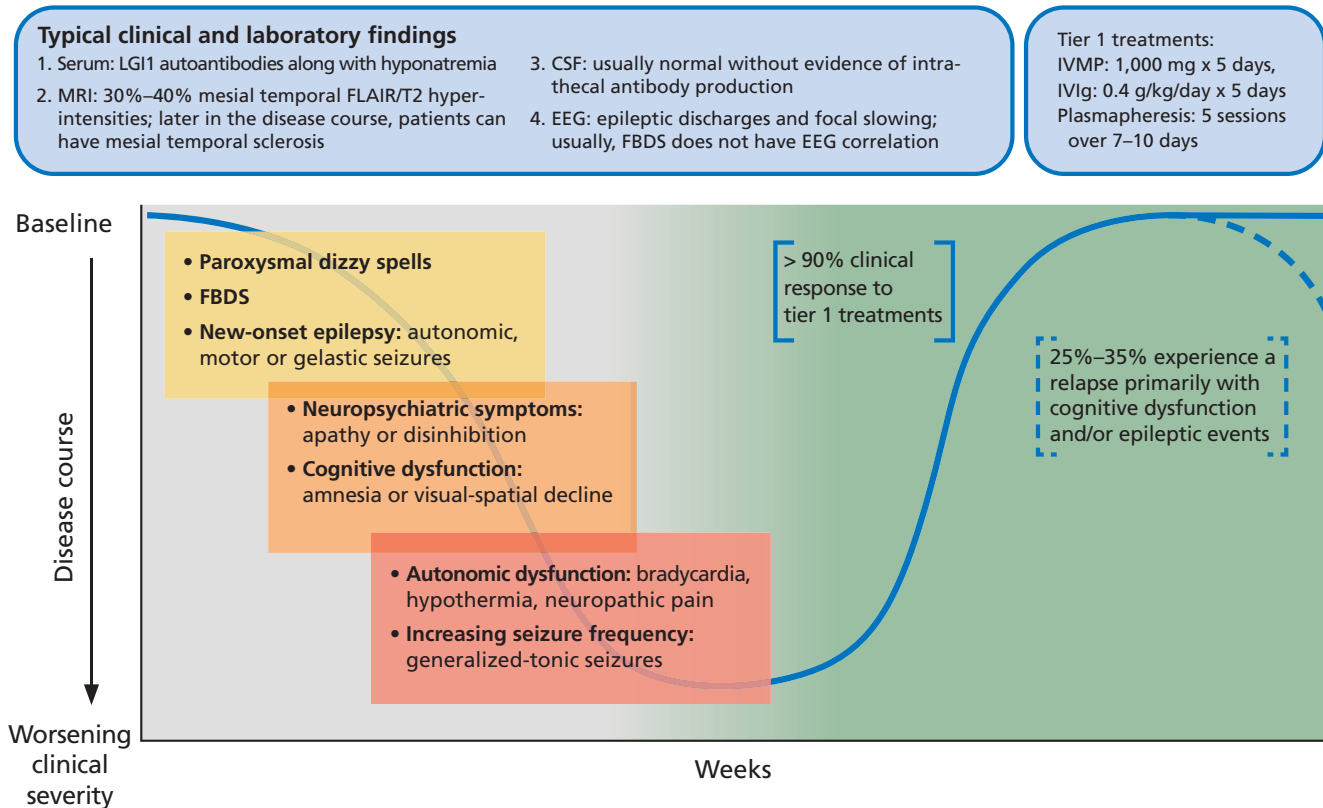 Typical clinical and laboratory findings
1. Serum: LGI1 autoantibodies along with hyponatremia
2. MRI: 30%–40% mesial temporal FLAIR/T2 hyper-
intensities; later in the disease course, patients can
have mesial temporal sclerosis
3. CSF: usually normal without evidence of intra-
thecal antibody production
4. EEG: epileptic discharges and focal slowing;
usually, FBDS does not have EEG correlation
Tier 1 treatments:
IVMP: 1,000 mg x 5 days,
IVIg: 0.4 g/kg/day x 5 days
Plasmapheresis: 5 sessions
over 7–10 days
Baseline
Disease course
Worsening
clinical
severity
• Paroxysmal dizzy spells
• FBDS
• New-onset epilepsy: autonomic,
motor or gelastic seizures
• Neuropsychiatric symptoms:
apathy or disinhibition
• Cognitive dysfunction:
amnesia or visual-spatial decline
• Autonomic dysfunction: bradycardia,
hypothermia, neuropathic pain
• Increasing seizure frequency:
generalized-tonic seizures
> 90% clinical
response to
tier 1 treatments
25%–35% experience a
relapse primarily with
cognitive dysfunction
and/or epileptic events
Weeks